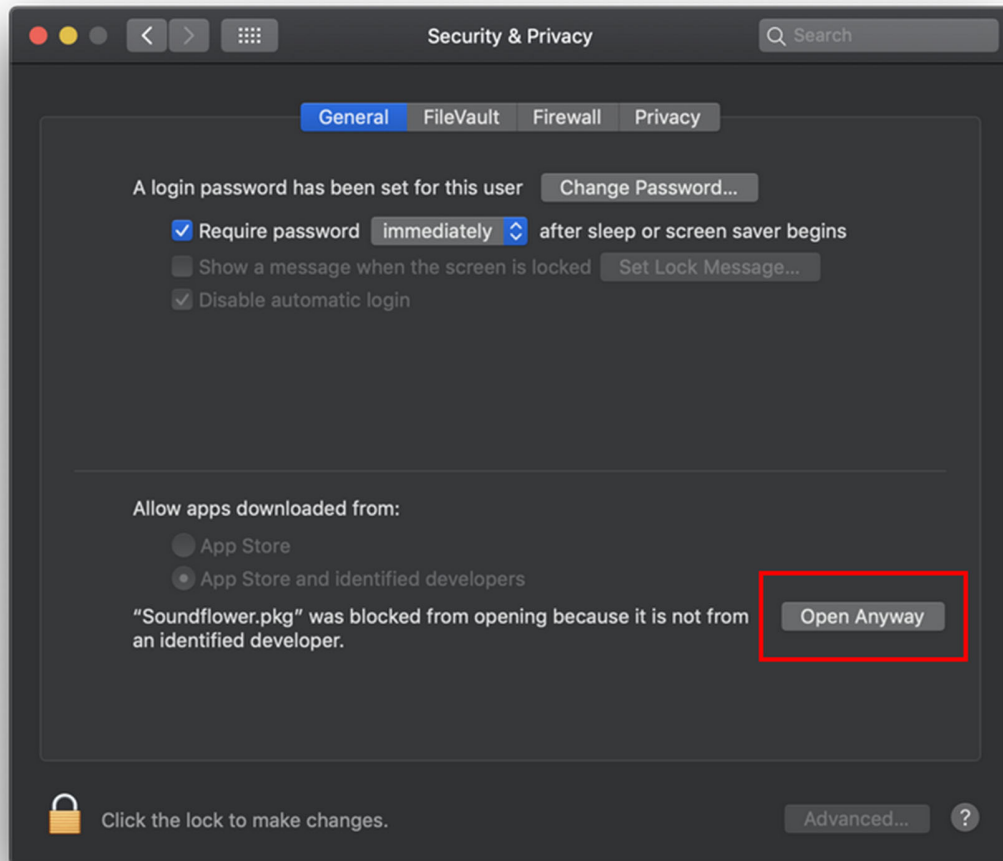 Security & Privacy
Search
General FileVault Firewall Privacy
A login password has been set for this user Change Password...
Require password immediately after sleep or screen saver begins
Show a message when the screen is locked Set Lock Message...
Disable automatic login
Allow apps downloaded from:
App Store
App Store and identified developers
“Soundflower.pkg” was blocked from opening because it is not from
an identified developer.
Open Anyway
Click the lock to make changes.
Advanced...
?